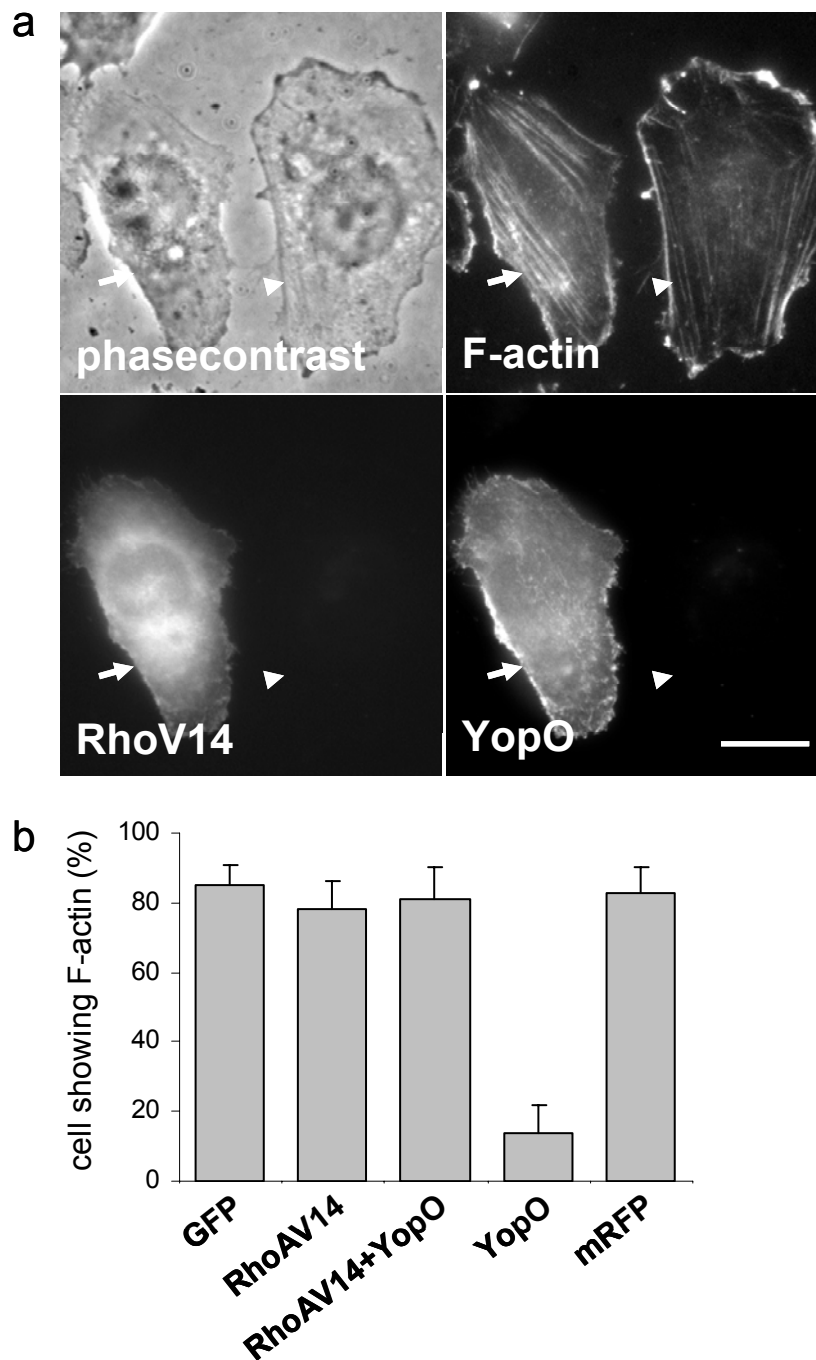 a
phasecontrast
F-actin
RhoV14
YopO
b
cell showing F-actin (%)
100
80
60
40
20
0
GFP
RhoAV14
RhoAV14+YopO
YopO
mRFP